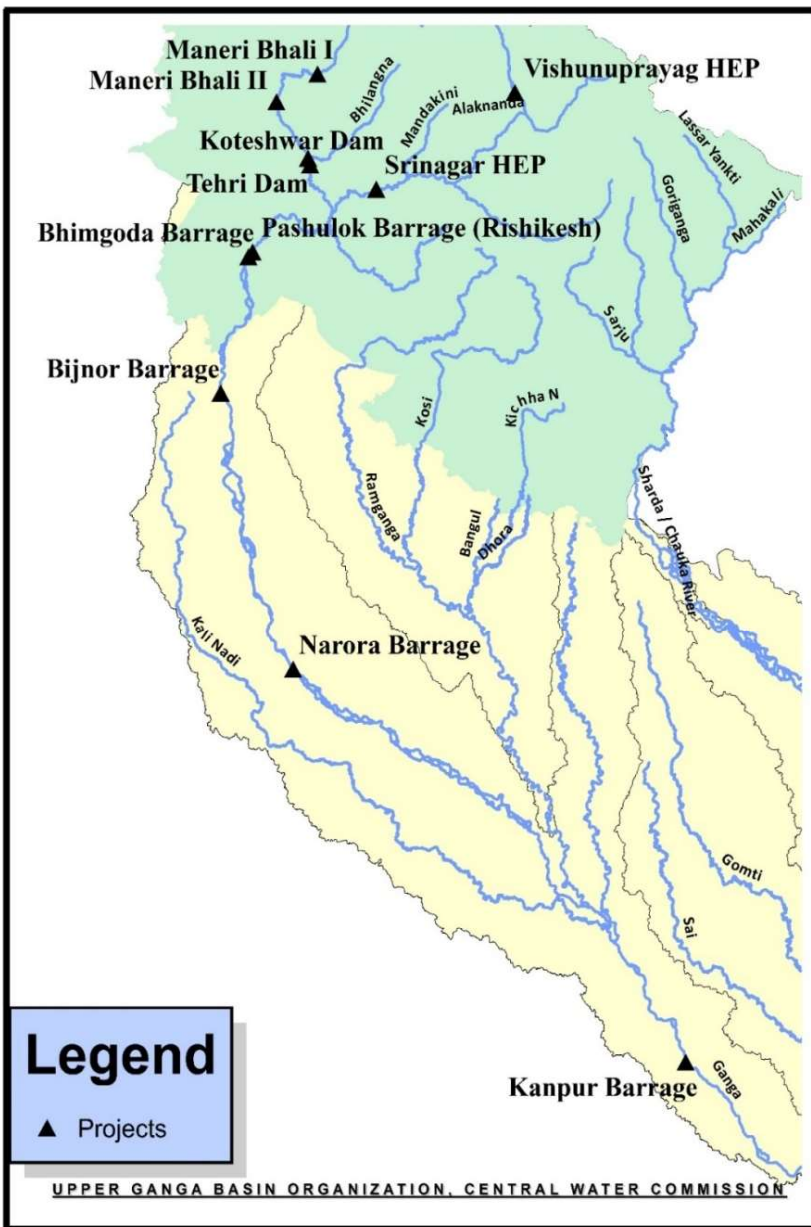 Maneri Bhali I
Maneri Bhali II
Vishunuprayag HEP
Bhilangna
Mandakini
Alaknanda
Lassar Yankti
Koteshwar Dam
Srinagar HEP
Tehri Dam
Goriganga
Mahakali
Bhimgoda Barrage
Pashulok Barrage (Rishikesh)
Sarju
Bijnor Barrage
Kosi
Kichha N
Ramganga
Bangul
Dhora
Sharda / Chauka River
Kali Nadi
Narora Barrage
Gomti
Sai
Kanpur Barrage
Ganga
Legend
Projects
UPPER GANGA BASIN ORGANIZATION, CENTRAL WATER COMMISSION